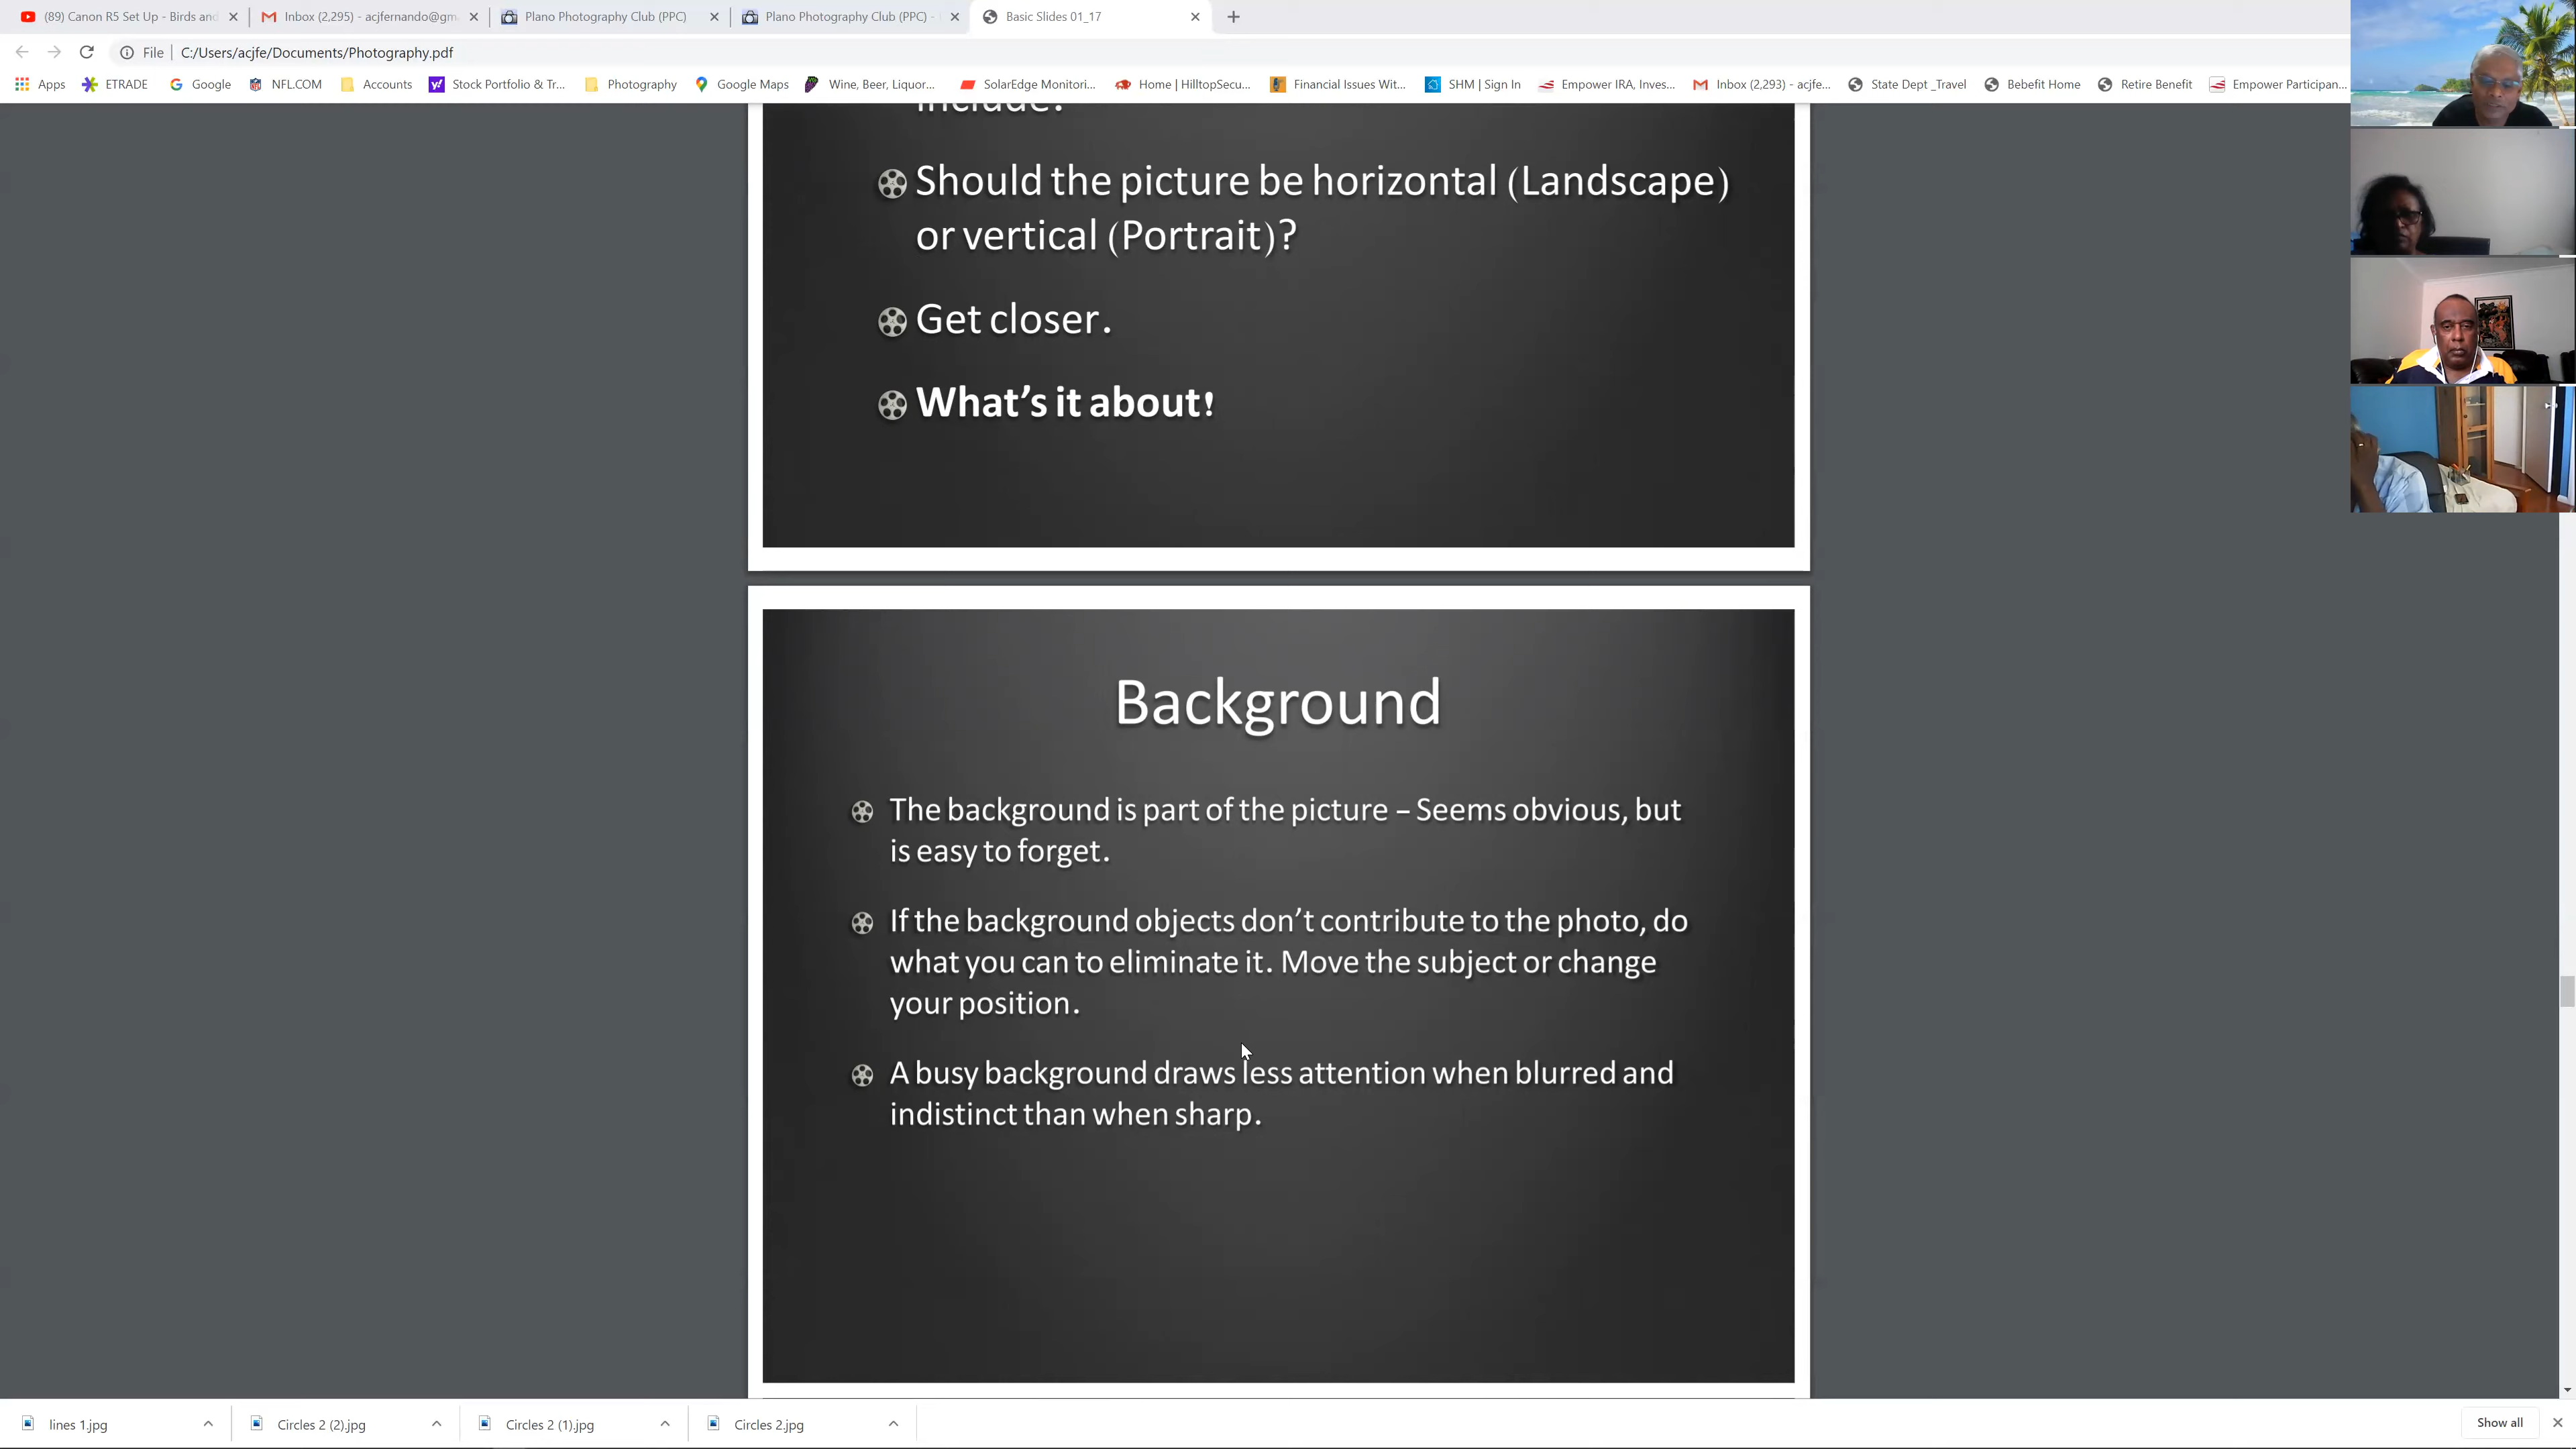 (89) Canon R5 Set Up - Birds and
Inbox (2,295) - acjfernando@gm
Plano Photography Club (PPC)
Plano Photography Club (PPC) -
Basic Slides 01_17
File
C:/Users/acjfe/Documents/Photography.pdf
Apps
ETRADE
Google
NFL.COM
Accounts
Stock Portfolio & Tr...
Photography
Google Maps
Wine, Beer, Liquor...
SolarEdge Monitori...
Home | HilltopSecu...
Financial Issues Wit...
SHM | Sign In
Empower IRA, Inves...
Inbox (2,293) - acjfe...
State Dept _Travel
Bebefit Home
Retire Benefit
Empower Participan...
include?
Should the picture be horizontal (Landscape)
or vertical (Portrait)?
Get closer.
What's it about!
Background
The background is part of the picture – Seems obvious, but
is easy to forget.
If the background objects don't contribute to the photo, do
what you can to eliminate it. Move the subject or change
your position.
A busy background draws less attention when blurred and
indistinct than when sharp.
lines 1.jpg
Circles 2 (2).jpg
Circles 2 (1).jpg
Circles 2.jpg
Show all